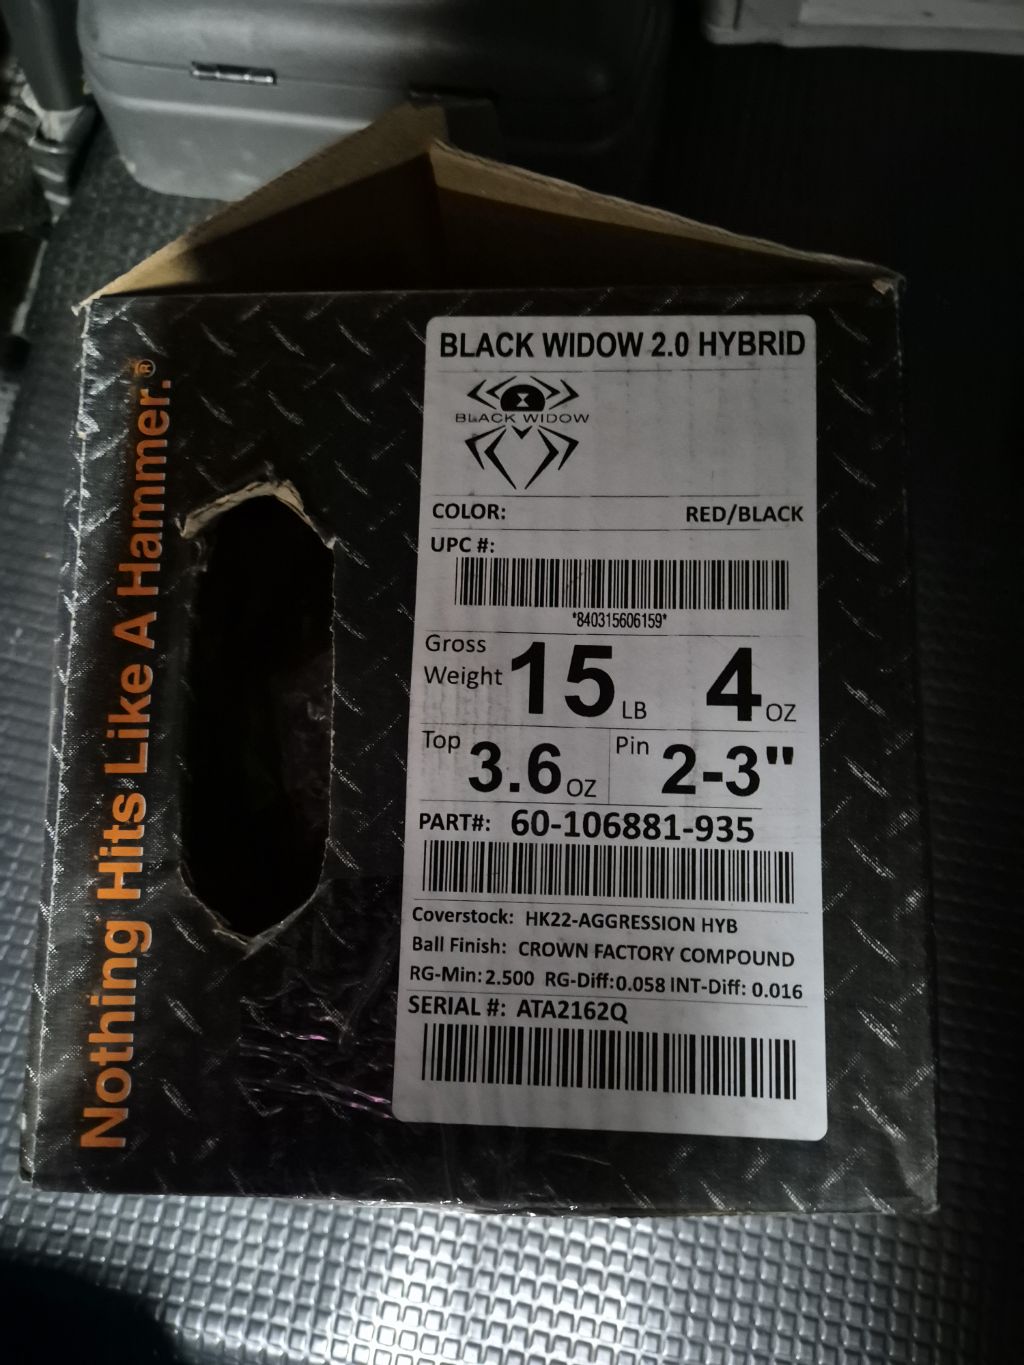 Nothing Hits Like A Hammer.®
BLACK WIDOW 2.0 HYBRID
BLACK WIDOW
COLOR: RED/BLACK
UPC #:
*840315606159*
Gross Weight 15 LB 4 OZ
Top 3.6 OZ Pin 2-3"
PART#: 60-106881-935
Coverstock: HK22-AGGRESSION HYB
Ball Finish: CROWN FACTORY COMPOUND
RG-Min: 2.500 RG-Diff: 0.058 INT-Diff: 0.016
SERIAL #: ATA2162Q